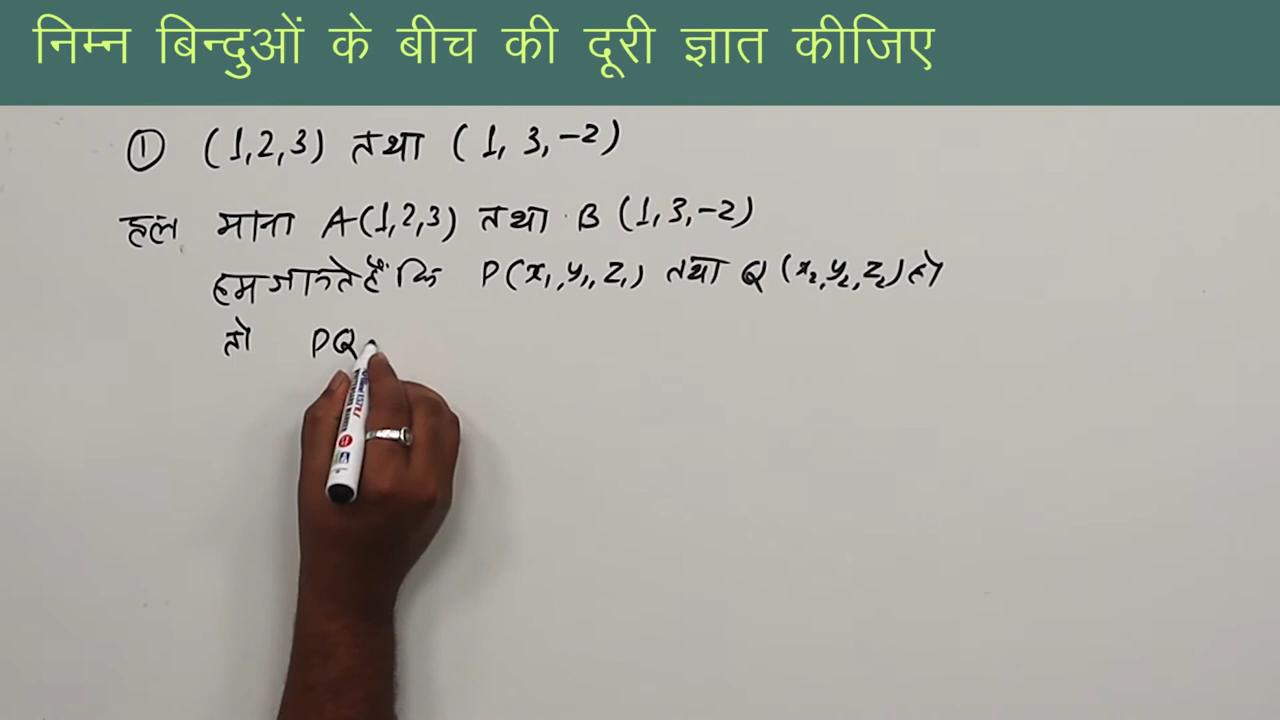 निम्न बिन्दुओं के बीच की दूरी ज्ञात कीजिए
① (1,2,3) तथा (1, 3, -2)
हल माना A(1,2,3) तथा B (1,3,-2)
हम जानते हैं कि P(x₁,y₁,z₁) तथा Q (x₂,y₂,z₂) हो
तो PQ